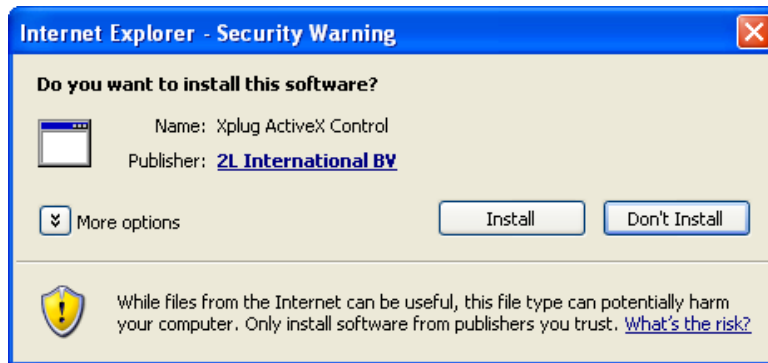 Internet Explorer - Security Warning
Do you want to install this software?
Name: Xplug ActiveX Control
Publisher: 2L International BV
More options
Install
Don't Install
While files from the Internet can be useful, this file type can potentially harm
your computer. Only install software from publishers you trust. What's the risk?